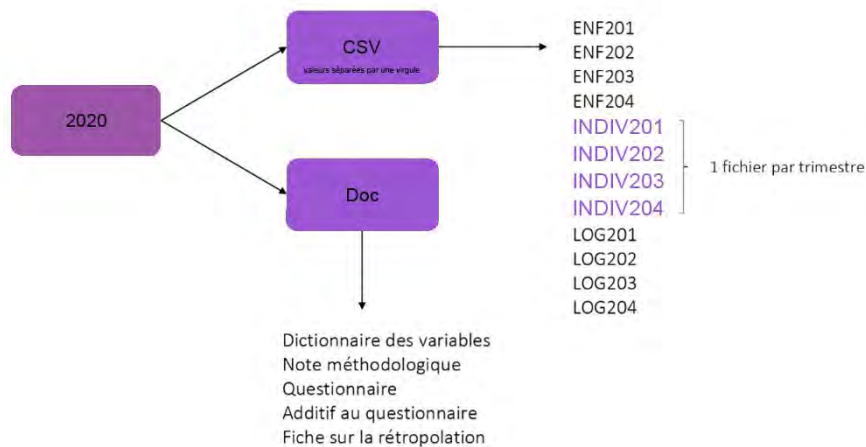 2020
CSV
valeurs séparées par une virgule
Doc
ENF201
ENF202
ENF203
ENF204
INDIV201
INDIV202
INDIV203
INDIV204
LOG201
LOG202
LOG203
LOG204
1 fichier par trimestre
Dictionnaire des variables
Note méthodologique
Questionnaire
Additif au questionnaire
Fiche sur la rétropolation